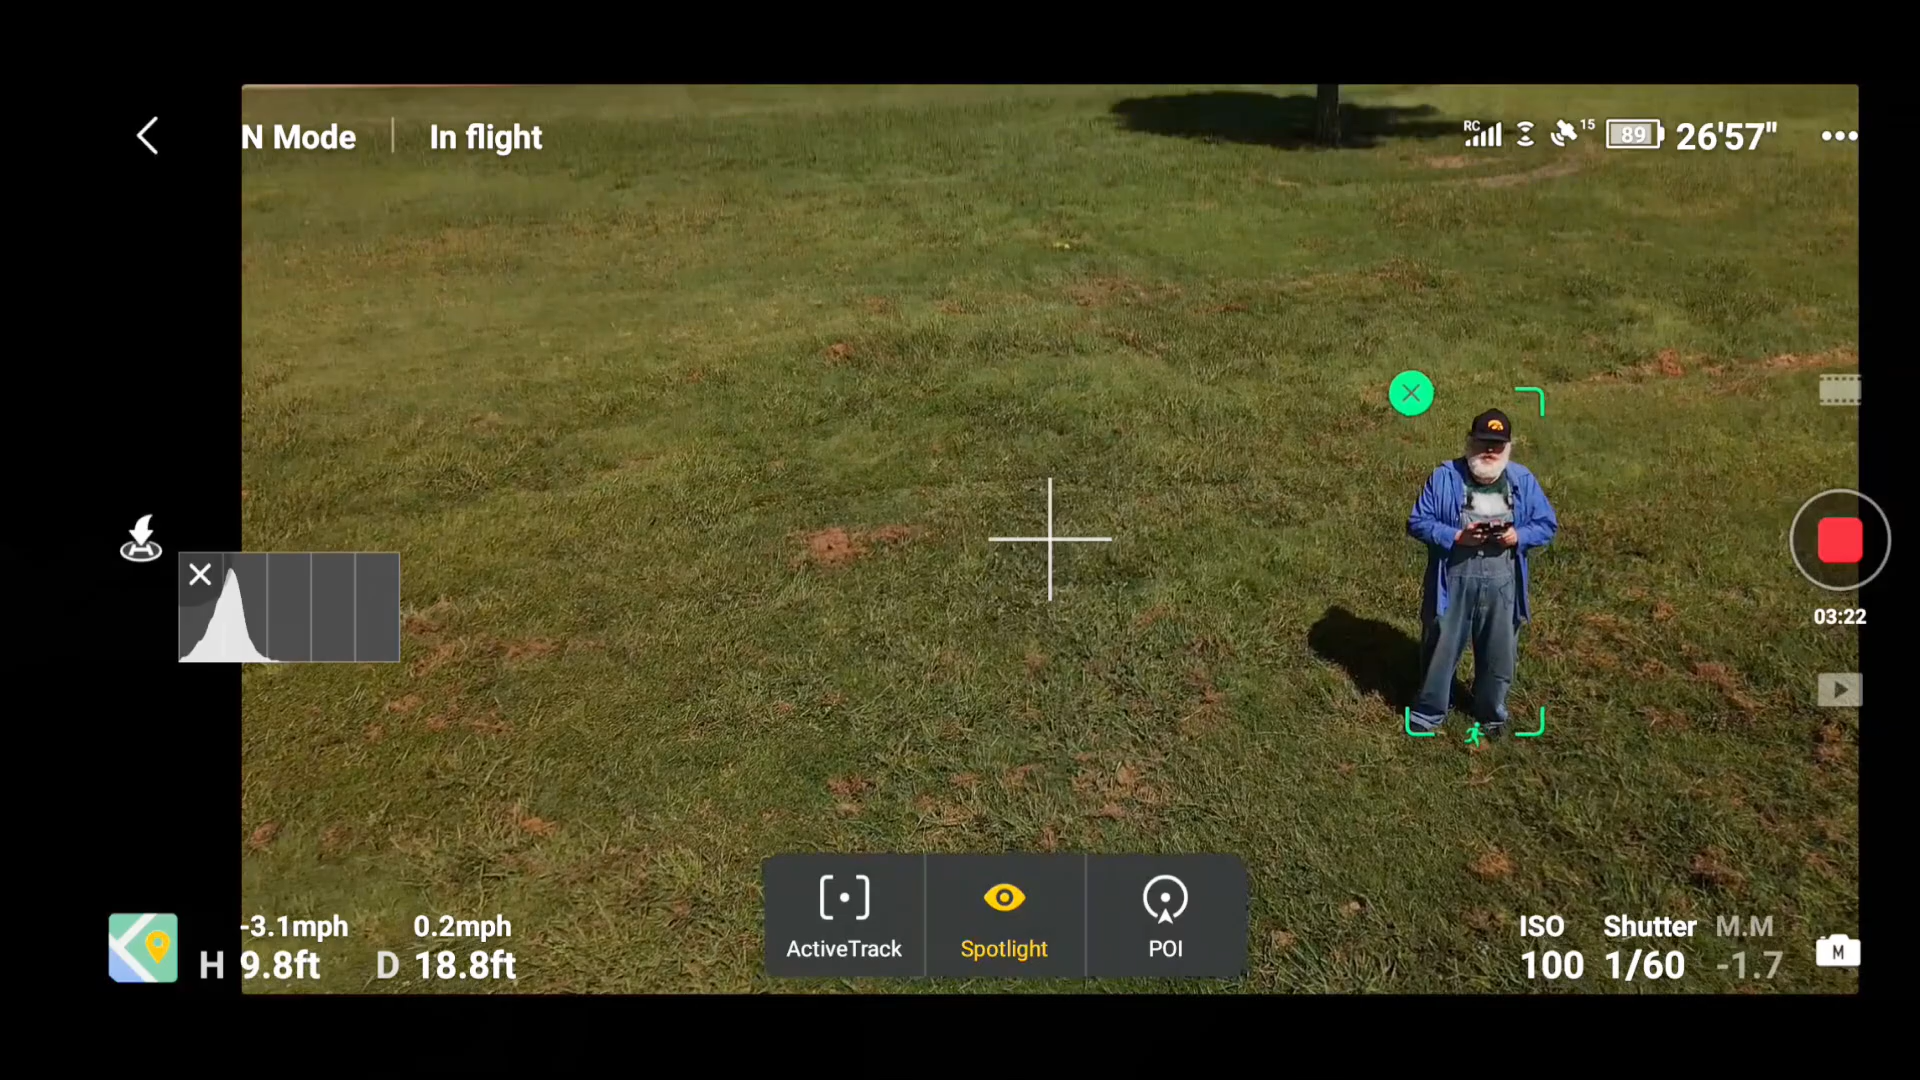 N Mode | In flight
RC 15 89 26'57"
03:22
ActiveTrack Spotlight POI
-3.1mph 0.2mph
H 9.8ft D 18.8ft
ISO Shutter M.M
100 1/60 -1.7
M